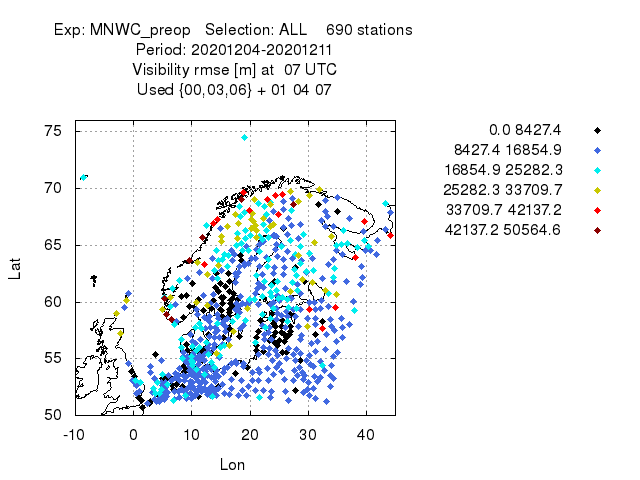 Exp: MNWC_preop   Selection: ALL    690 stations
Period: 20201204-20201211
Visibility rmse [m] at  07 UTC
Used {00,03,06} + 01 04 07
0.0 8427.4
8427.4 16854.9
16854.9 25282.3
25282.3 33709.7
33709.7 42137.2
42137.2 50564.6
75
70
65
60
55
50
Lat
-10 0 10 20 30 40
Lon